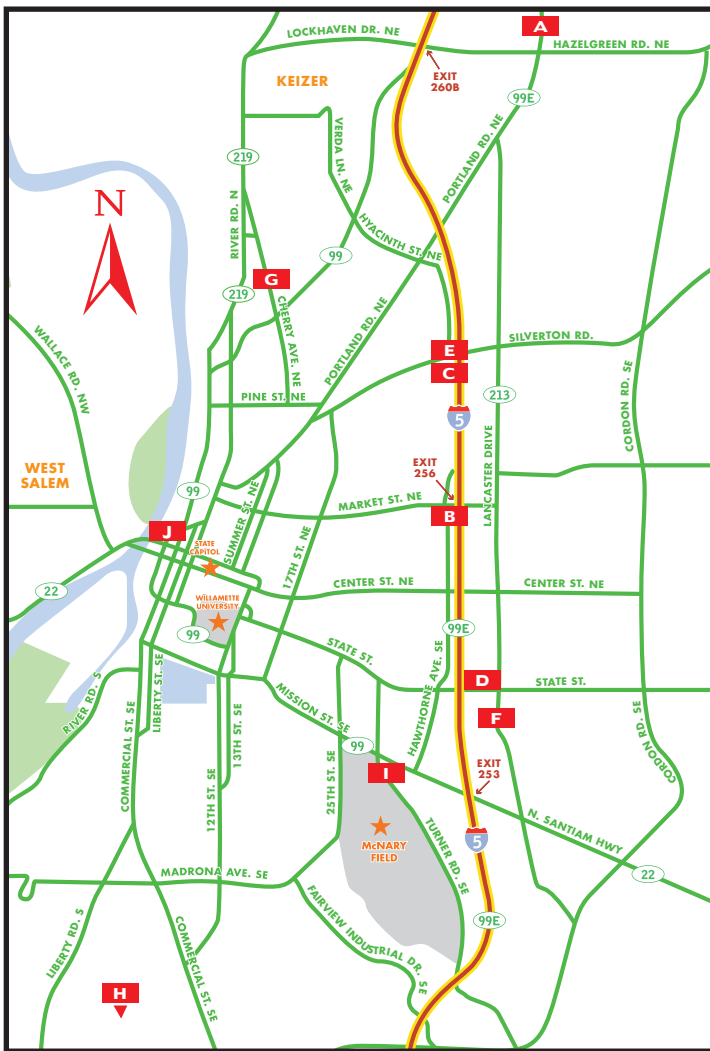 LOCKHAVEN DR. NE
A
HAZELGREEN RD. NE
KEIZER
EXIT
260B
99E
219
VERDA LN. NE
PORTLAND RD. NE
N
RIVER RD. N
HYACINTH ST. NE
99
G
219
CHERRY AVE. NE
PORTLAND RD. NE
WALLACE RD. NW
E
SILVERTON RD.
C
CORDON RD. SE
PINE ST. NE
213
5
LANCASTER DRIVE
WEST
SALEM
EXIT
256
99
SUMMER ST. NE
MARKET ST. NE
B
J
STATE
CAPITOL
17TH ST. NE
22
CENTER ST. NE
CENTER ST. NE
WILLAMETTE
UNIVERSITY
99
99E
STATE ST.
HAWTHORNE AVE. SE
D
STATE ST.
RIVER RD. S
LIBERTY ST. SE
MISSION ST. SE
F
COMMERCIAL ST. SE
13TH ST. SE
12TH ST. SE
25TH ST. SE
99
I
EXIT
253
CORDON RD. SE
N. SANTIAM HWY
McNARY
FIELD
TURNER RD. SE
5
22
MADRONA AVE. SE
FAIRVIEW INDUSTRIAL DR. SE
99E
LIBERTY RD. S
COMMERCIAL ST. SE
H